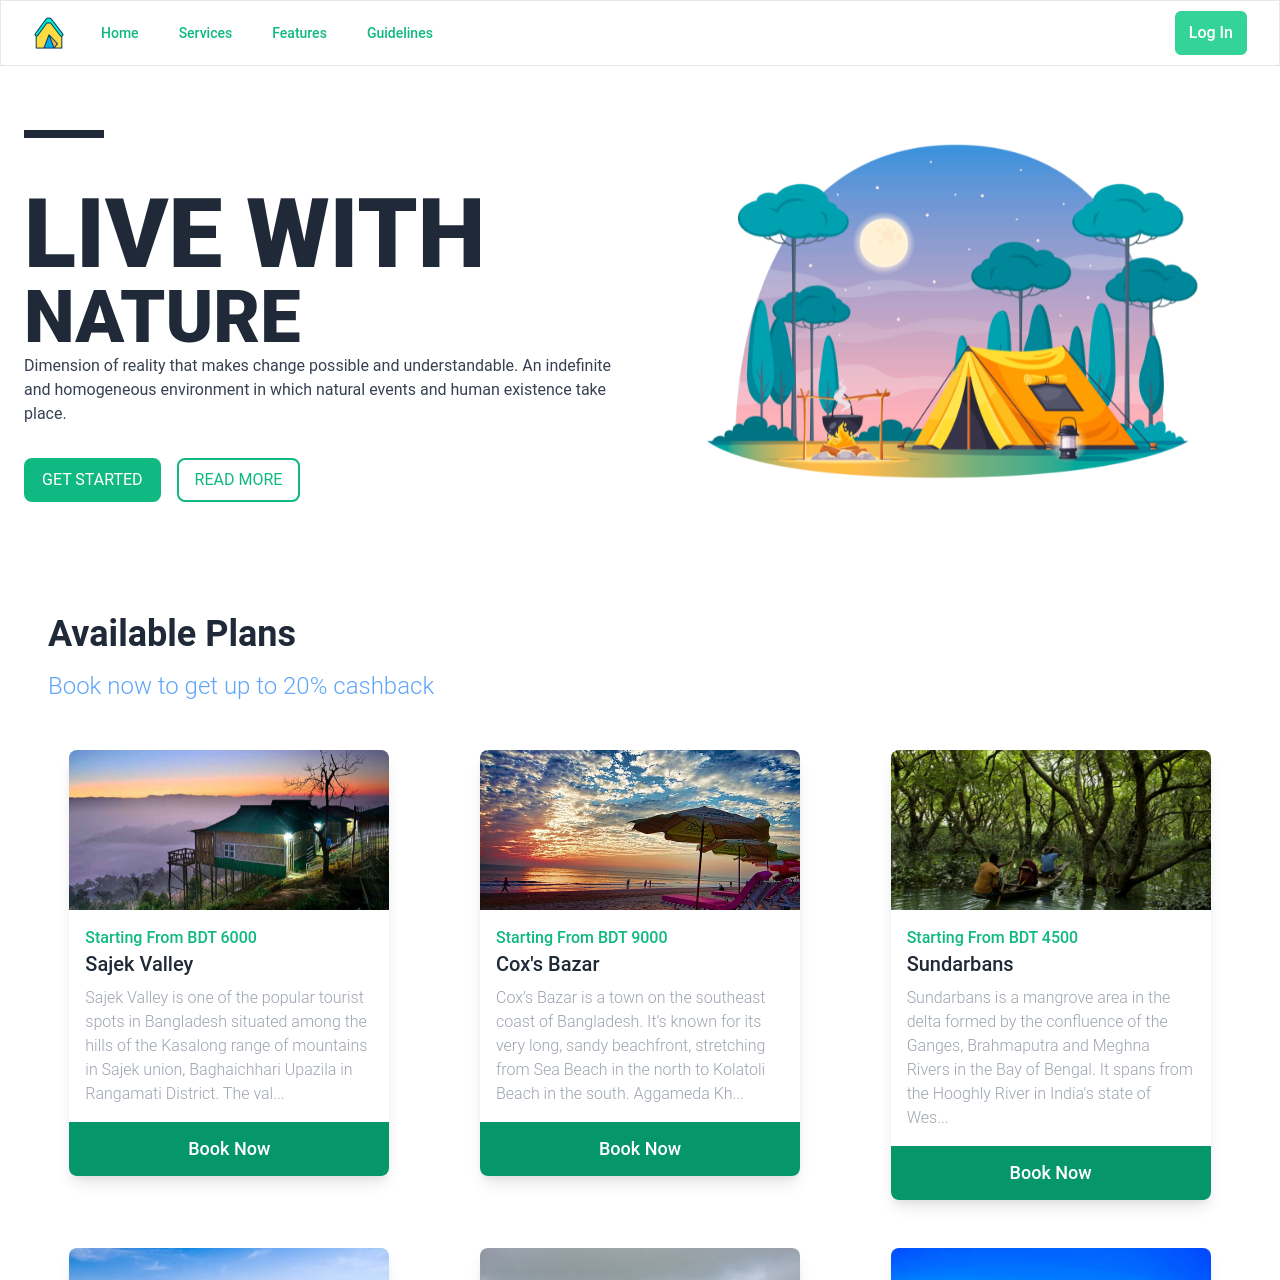 Home
Services
Features
Guidelines
Log In
LIVE WITH
NATURE
Dimension of reality that makes change possible and understandable. An indefinite
and homogeneous environment in which natural events and human existence take
place.
GET STARTED
READ MORE
Available Plans
Book now to get up to 20% cashback
Starting From BDT 6000
Sajek Valley
Sajek Valley is one of the popular tourist
spots in Bangladesh situated among the
hills of the Kasalong range of mountains
in Sajek union, Baghaichhari Upazila in
Rangamati District. The val...
Book Now
Starting From BDT 9000
Cox's Bazar
Cox's Bazar is a town on the southeast
coast of Bangladesh. It's known for its
very long, sandy beachfront, stretching
from Sea Beach in the north to Kolatoli
Beach in the south. Aggameda Kh...
Book Now
Starting From BDT 4500
Sundarbans
Sundarbans is a mangrove area in the
delta formed by the confluence of the
Ganges, Brahmaputra and Meghna
Rivers in the Bay of Bengal. It spans from
the Hooghly River in India's state of
Wes...
Book Now